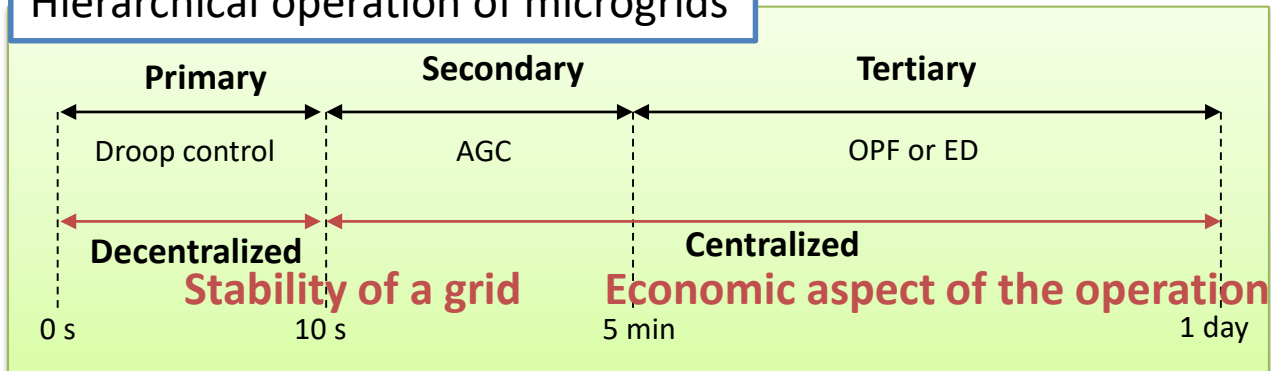 Hierarchical operation of microgrids
Primary Secondary Tertiary
Droop control AGC OPF or ED
Decentralized Centralized
Stability of a grid Economic aspect of the operation
0 s 10 s 5 min 1 day